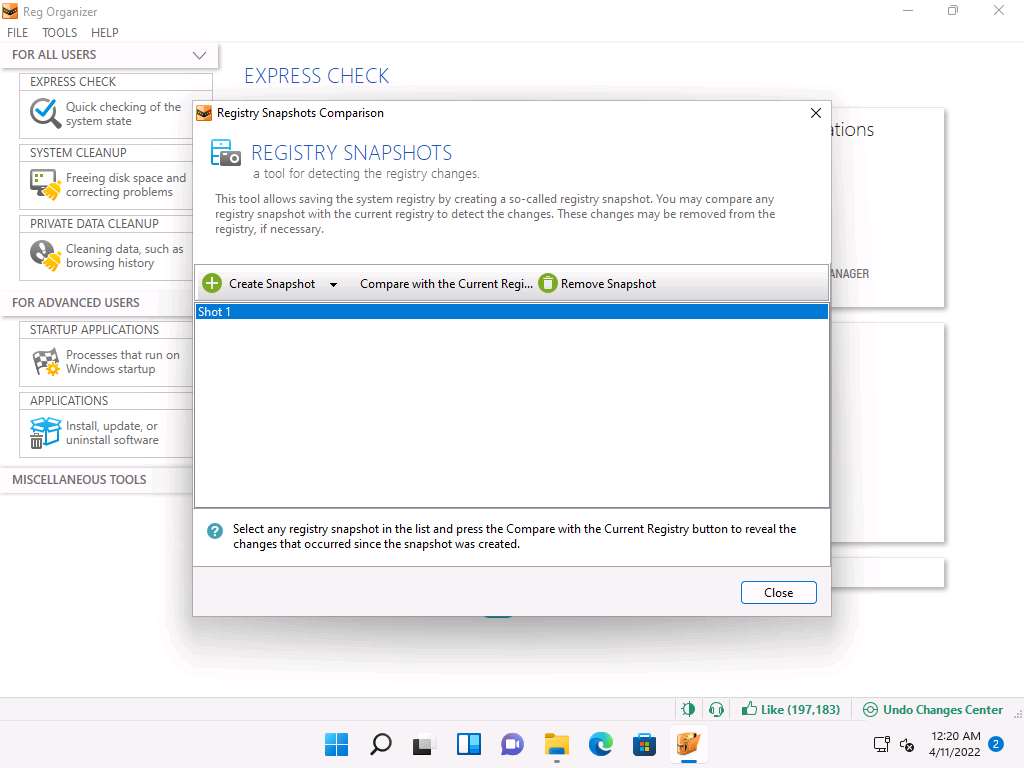 Reg Organizer
FILE TOOLS HELP
FOR ALL USERS
EXPRESS CHECK
Quick checking of the
system state
SYSTEM CLEANUP
Freeing disk space and
correcting problems
PRIVATE DATA CLEANUP
Cleaning data, such as
browsing history
FOR ADVANCED USERS
STARTUP APPLICATIONS
Processes that run on
Windows startup
APPLICATIONS
Install, update, or
uninstall software
MISCELLANEOUS TOOLS
EXPRESS CHECK
ations
ANAGER
Registry Snapshots Comparison
REGISTRY SNAPSHOTS
a tool for detecting the registry changes.
This tool allows saving the system registry by creating a so-called registry snapshot. You may compare any
registry snapshot with the current registry to detect the changes. These changes may be removed from the
registry, if necessary.
Create Snapshot Compare with the Current Regi... Remove Snapshot
Shot 1
Select any registry snapshot in the list and press the Compare with the Current Registry button to reveal the
changes that occurred since the snapshot was created.
Close
Like (197,183) Undo Changes Center
12:20 AM
4/11/2022
2